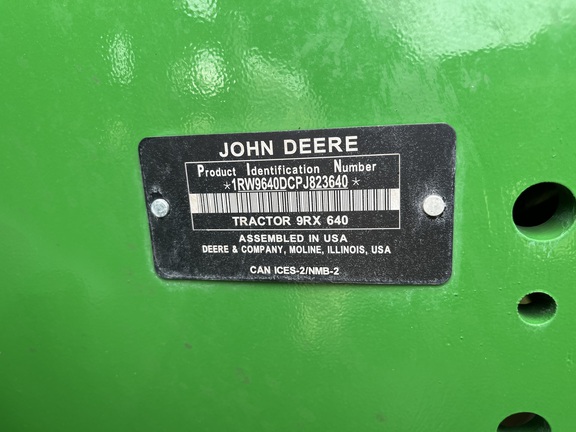 JOHN DEERE
Product Identification Number
*1RW9640DCPJ823640*
TRACTOR 9RX 640
ASSEMBLED IN USA
DEERE & COMPANY, MOLINE, ILLINOIS, USA
CAN ICES-2/NMB-2